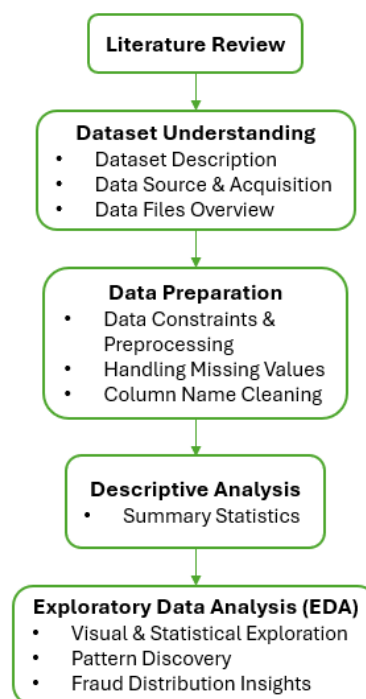 Literature Review
Dataset Understanding
• Dataset Description
• Data Source & Acquisition
• Data Files Overview
Data Preparation
• Data Constraints &
Preprocessing
• Handling Missing Values
• Column Name Cleaning
Descriptive Analysis
• Summary Statistics
Exploratory Data Analysis (EDA)
• Visual & Statistical Exploration
• Pattern Discovery
• Fraud Distribution Insights